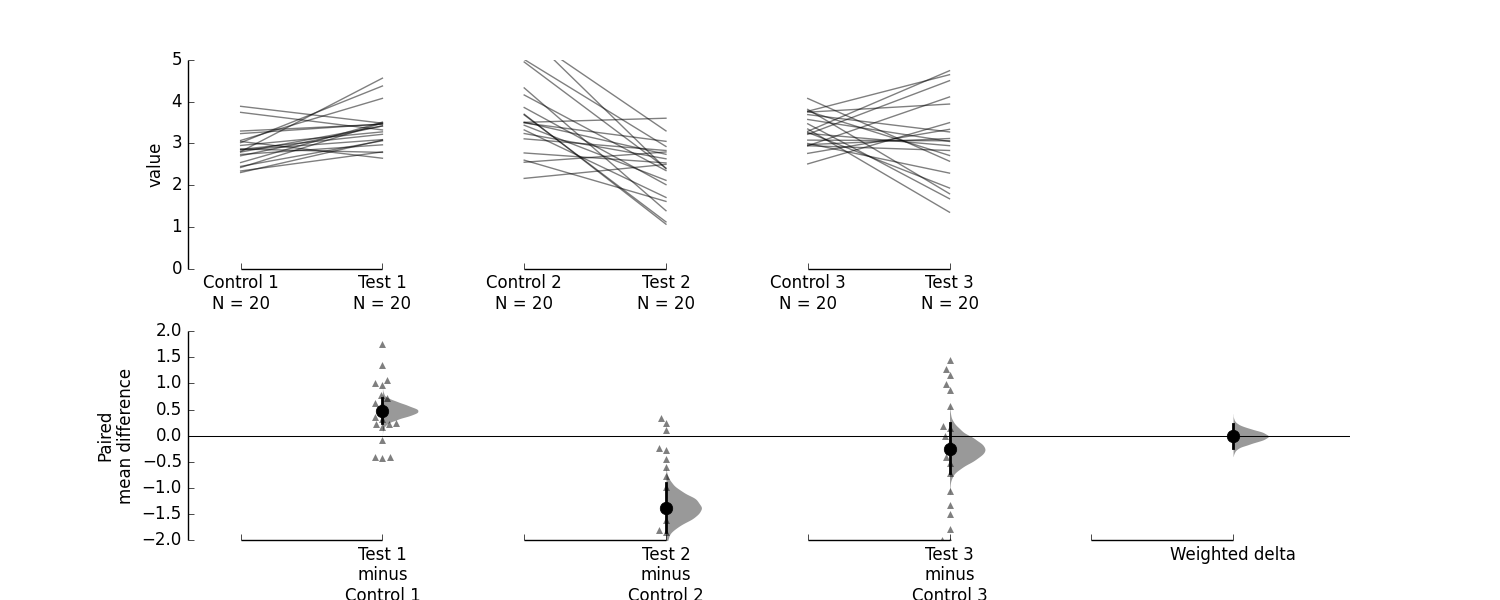 5
4
3
2
1
0
value
Control 1
N = 20
Test 1
N = 20
Control 2
N = 20
Test 2
N = 20
Control 3
N = 20
Test 3
N = 20
2.0
1.5
1.0
0.5
0.0
−0.5
−1.0
−1.5
−2.0
Paired
mean difference
Test 1
minus
Control 1
Test 2
minus
Control 2
Test 3
minus
Control 3
Weighted delta